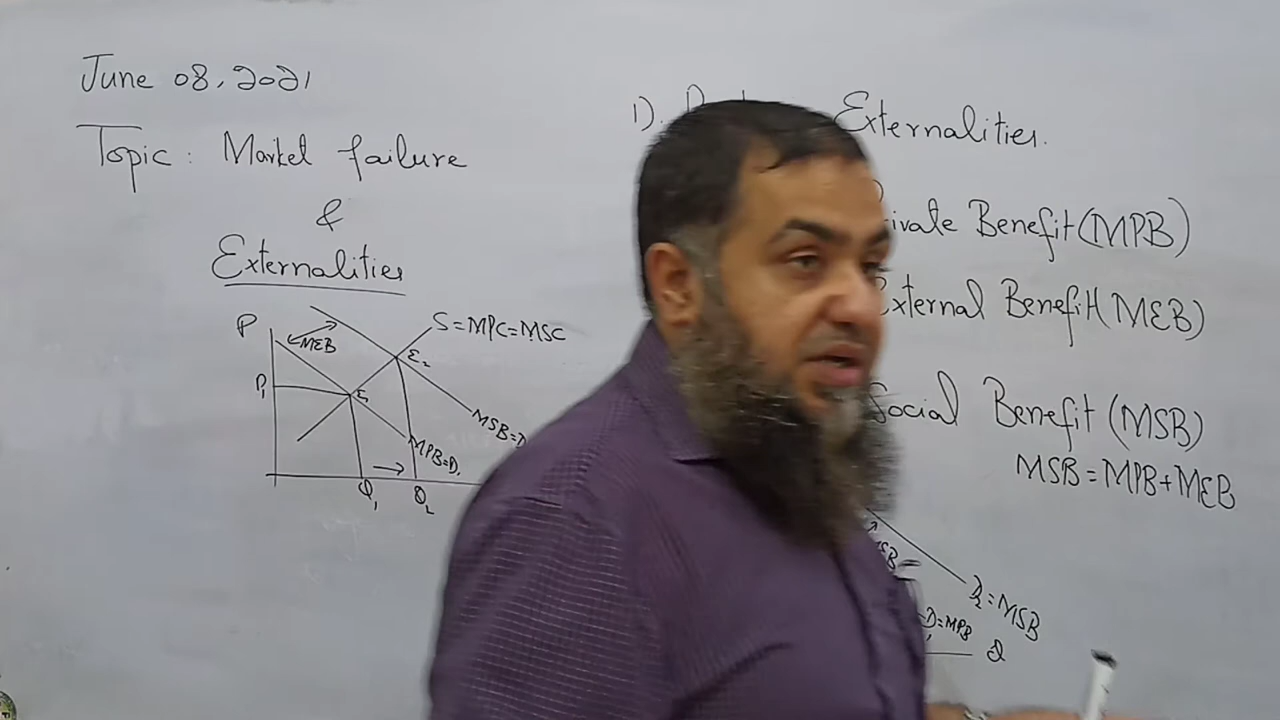 June 08, 2021
Topic: Market failure
&
Externalities
P
MEB
S=MPC=MSC
E2
P1
E1
MSB=D
MPB=D1
Q1
Q2
1). Externalities.
Benefit (MPB)
Benefit (MEB)
Social Benefit (MSB)
MSB=MPB+MEB
D2=MSB
D1=MPB
Q